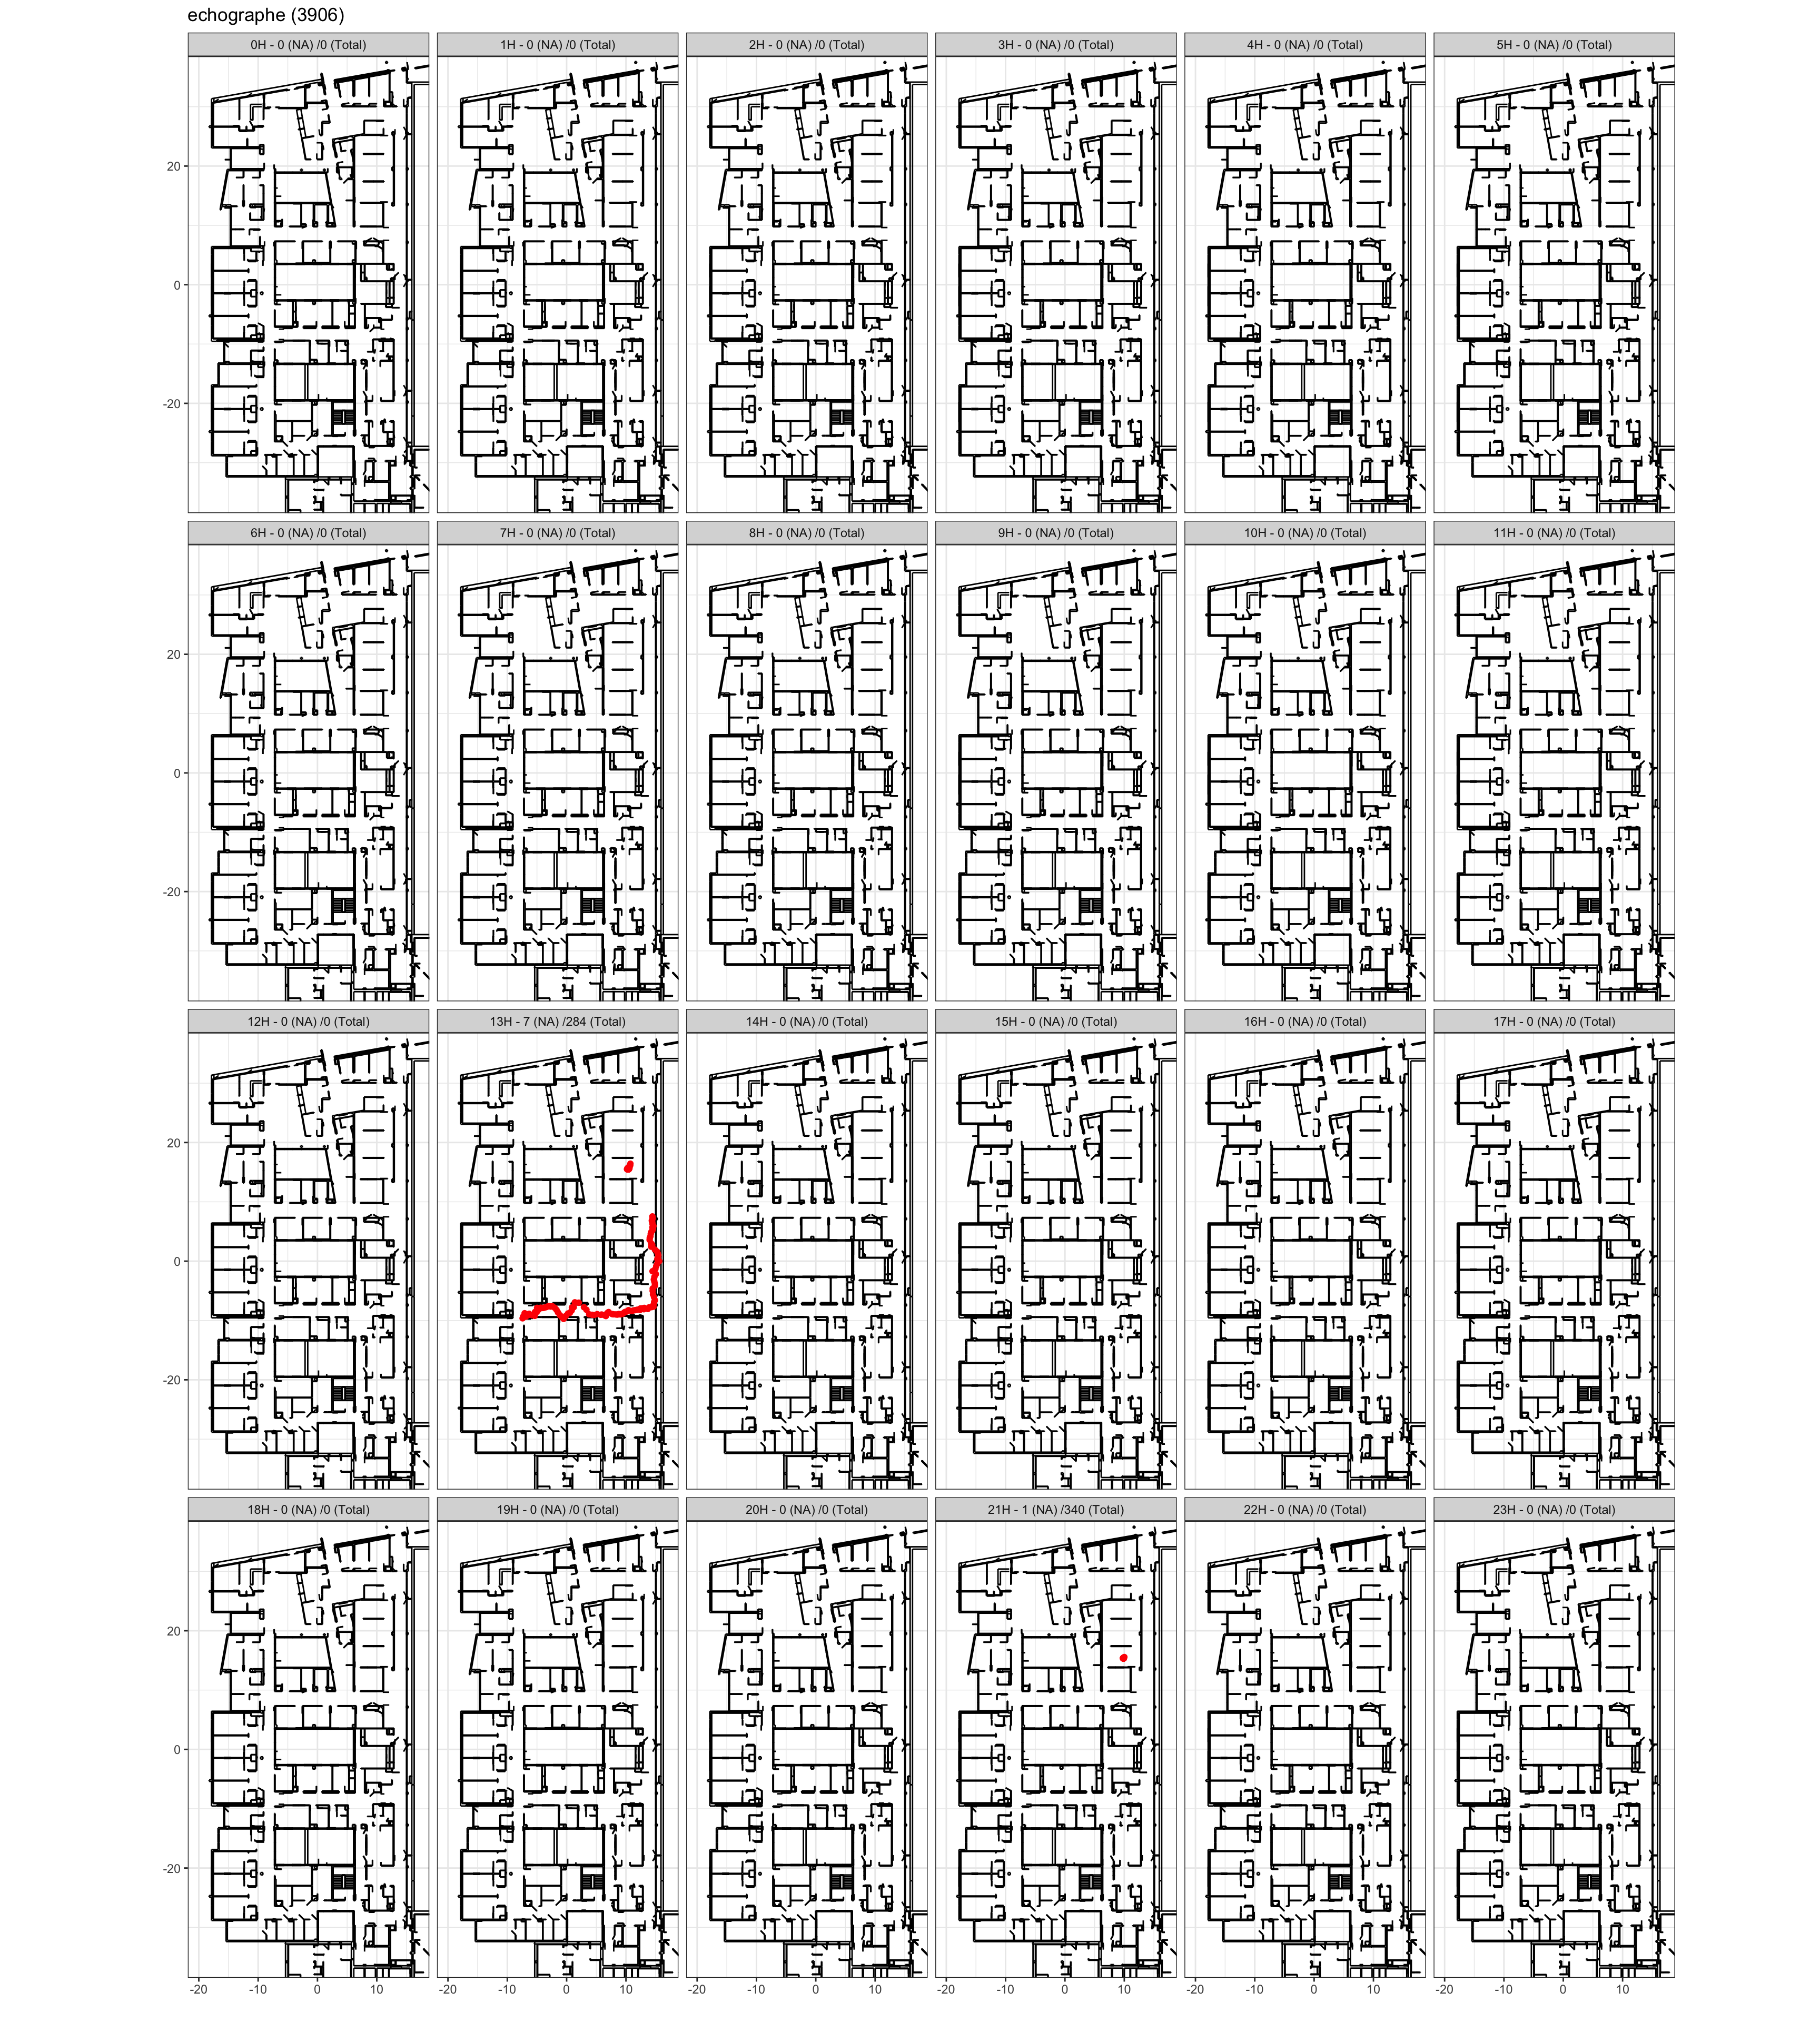 echographe (3906)
0H - 0 (NA) /0 (Total) 1H - 0 (NA) /0 (Total) 2H - 0 (NA) /0 (Total) 3H - 0 (NA) /0 (Total) 4H - 0 (NA) /0 (Total) 5H - 0 (NA) /0 (Total)
20
0
-20
6H - 0 (NA) /0 (Total) 7H - 0 (NA) /0 (Total) 8H - 0 (NA) /0 (Total) 9H - 0 (NA) /0 (Total) 10H - 0 (NA) /0 (Total) 11H - 0 (NA) /0 (Total)
20
0
-20
12H - 0 (NA) /0 (Total) 13H - 7 (NA) /284 (Total) 14H - 0 (NA) /0 (Total) 15H - 0 (NA) /0 (Total) 16H - 0 (NA) /0 (Total) 17H - 0 (NA) /0 (Total)
20
0
-20
18H - 0 (NA) /0 (Total) 19H - 0 (NA) /0 (Total) 20H - 0 (NA) /0 (Total) 21H - 1 (NA) /340 (Total) 22H - 0 (NA) /0 (Total) 23H - 0 (NA) /0 (Total)
20
0
-20
-20 -10 0 10 -20 -10 0 10 -20 -10 0 10 -20 -10 0 10 -20 -10 0 10 -20 -10 0 10